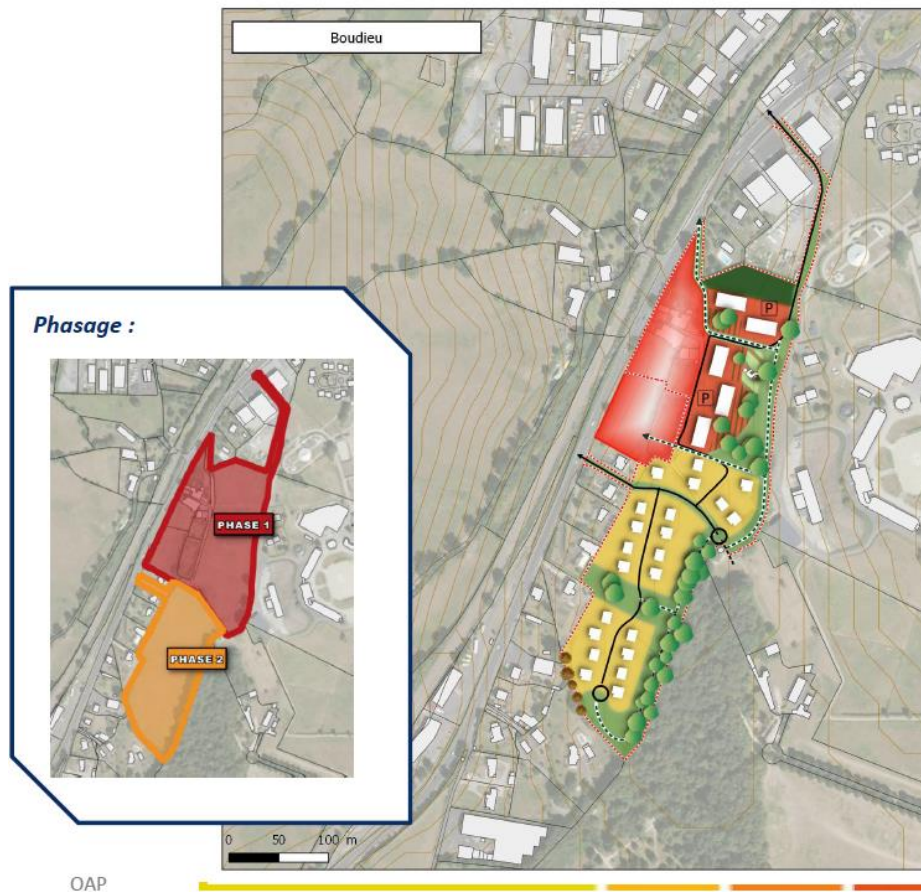 Boudieu
Phasage :
PHASE 1
PHASE 2
P
P
0 50 100 m
OAP